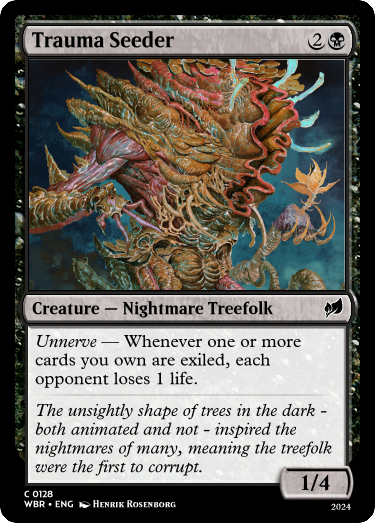 Trauma Seeder 2
Creature — Nightmare Treefolk
Unnerve — Whenever one or more
cards you own are exiled, each
opponent loses 1 life.
The unsightly shape of trees in the dark -
both animated and not - inspired the
nightmares of many, meaning the treefolk
were the first to corrupt.
1/4
C 0128
WBR • ENG Henrik Rosenborg
2024